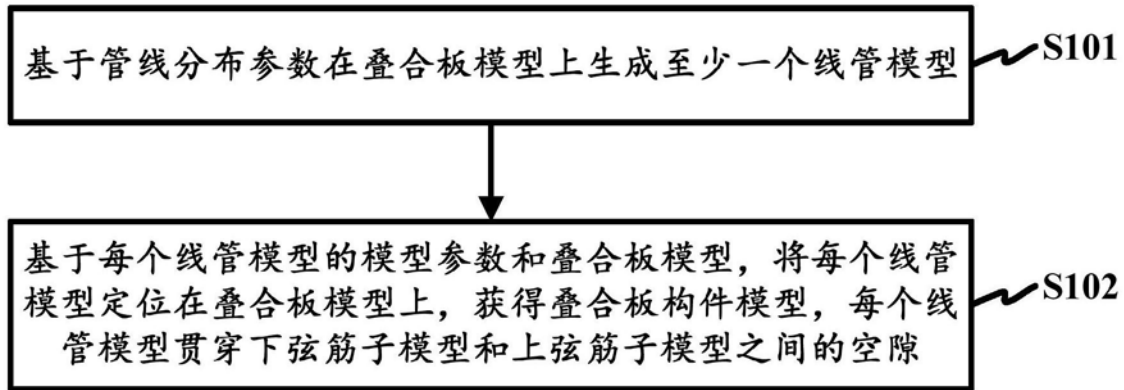 基于管线分布参数在叠合板模型上生成至少一个线管模型
S101
基于每个线管模型的模型参数和叠合板模型，将每个线管
模型定位在叠合板模型上，获得叠合板构件模型，每个线
管模型贯穿下弦筋子模型和上弦筋子模型之间的空隙
S102